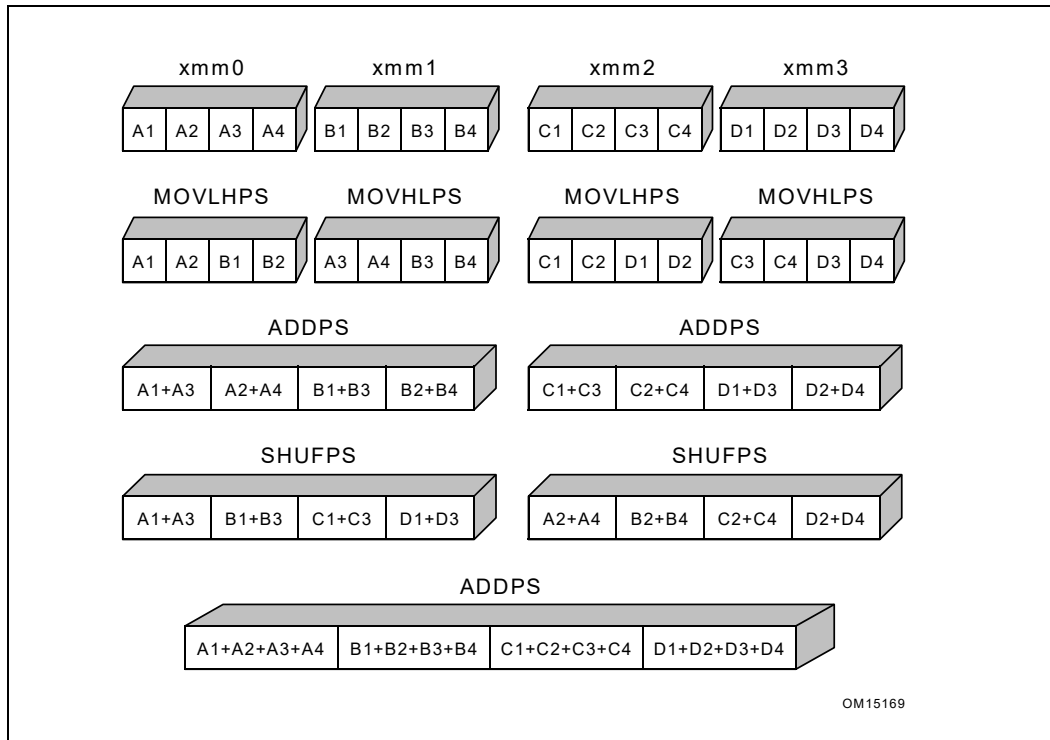 xmm0 xmm1 xmm2 xmm3
A1 A2 A3 A4 B1 B2 B3 B4 C1 C2 C3 C4 D1 D2 D3 D4
MOVLHPS MOVHLPS MOVLHPS MOVHLPS
A1 A2 B1 B2 A3 A4 B3 B4 C1 C2 D1 D2 C3 C4 D3 D4
ADDPS ADDPS
A1+A3 A2+A4 B1+B3 B2+B4 C1+C3 C2+C4 D1+D3 D2+D4
SHUFPS SHUFPS
A1+A3 B1+B3 C1+C3 D1+D3 A2+A4 B2+B4 C2+C4 D2+D4
ADDPS
A1+A2+A3+A4 B1+B2+B3+B4 C1+C2+C3+C4 D1+D2+D3+D4
OM15169